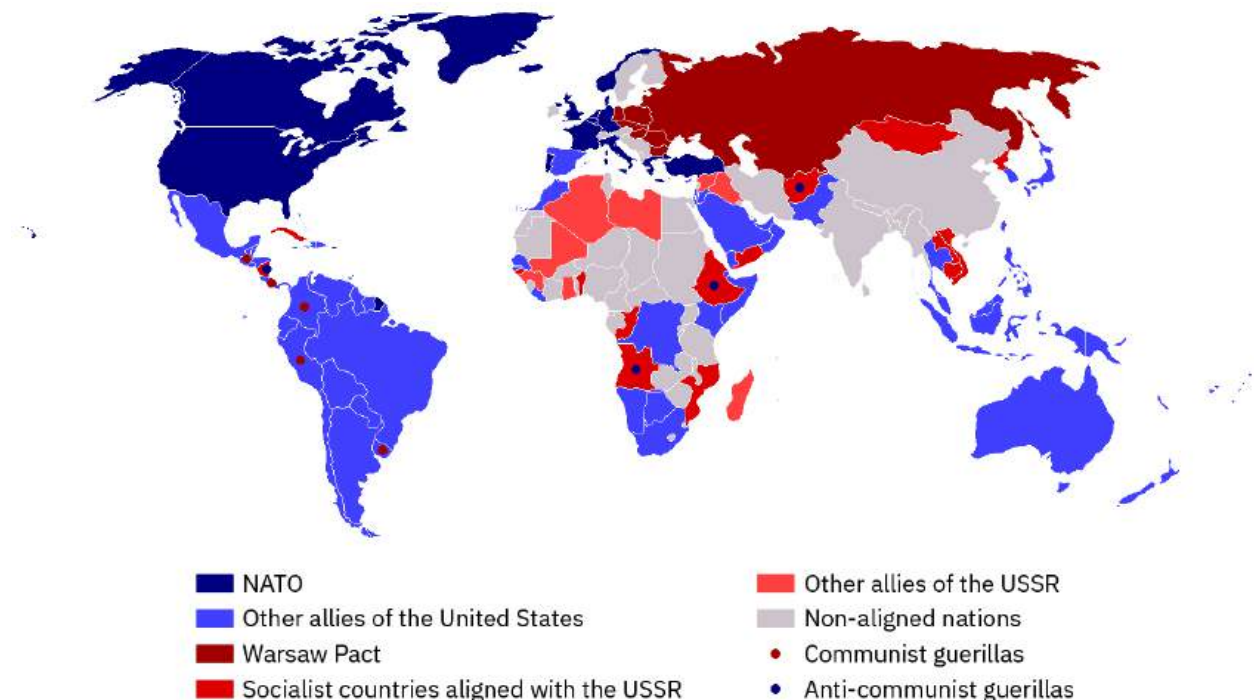 NATO
Other allies of the United States
Warsaw Pact
Socialist countries aligned with the USSR
Other allies of the USSR
Non-aligned nations
Communist guerillas
Anti-communist guerillas